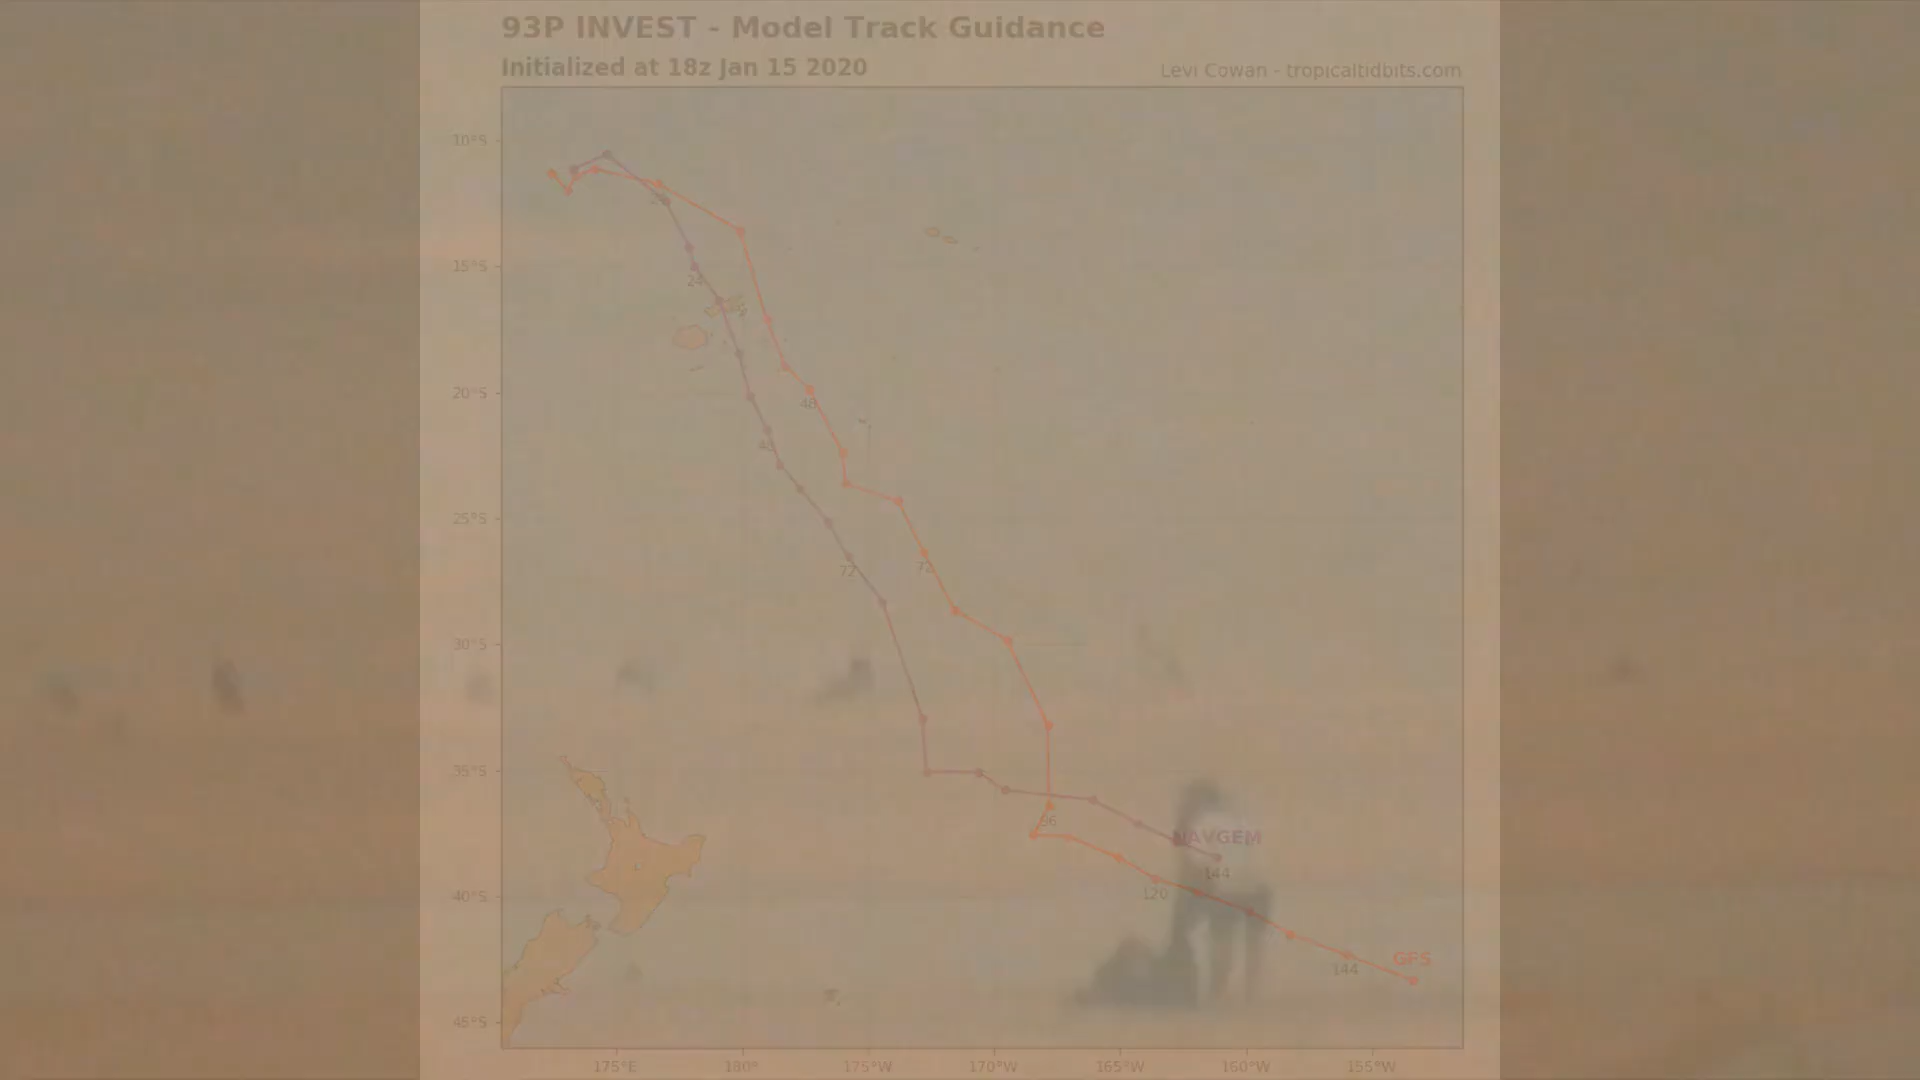 93P INVEST - Model Track Guidance
Initialized at 18z Jan 15 2020
Levi Cowan - tropicaltidbits.com
10°S
15°S
20°S
25°S
30°S
35°S
40°S
45°S
24
48
48
72
72
96
NAVGEM
144
120
GFS
144
175°E
180°
175°W
170°W
165°W
160°W
155°W